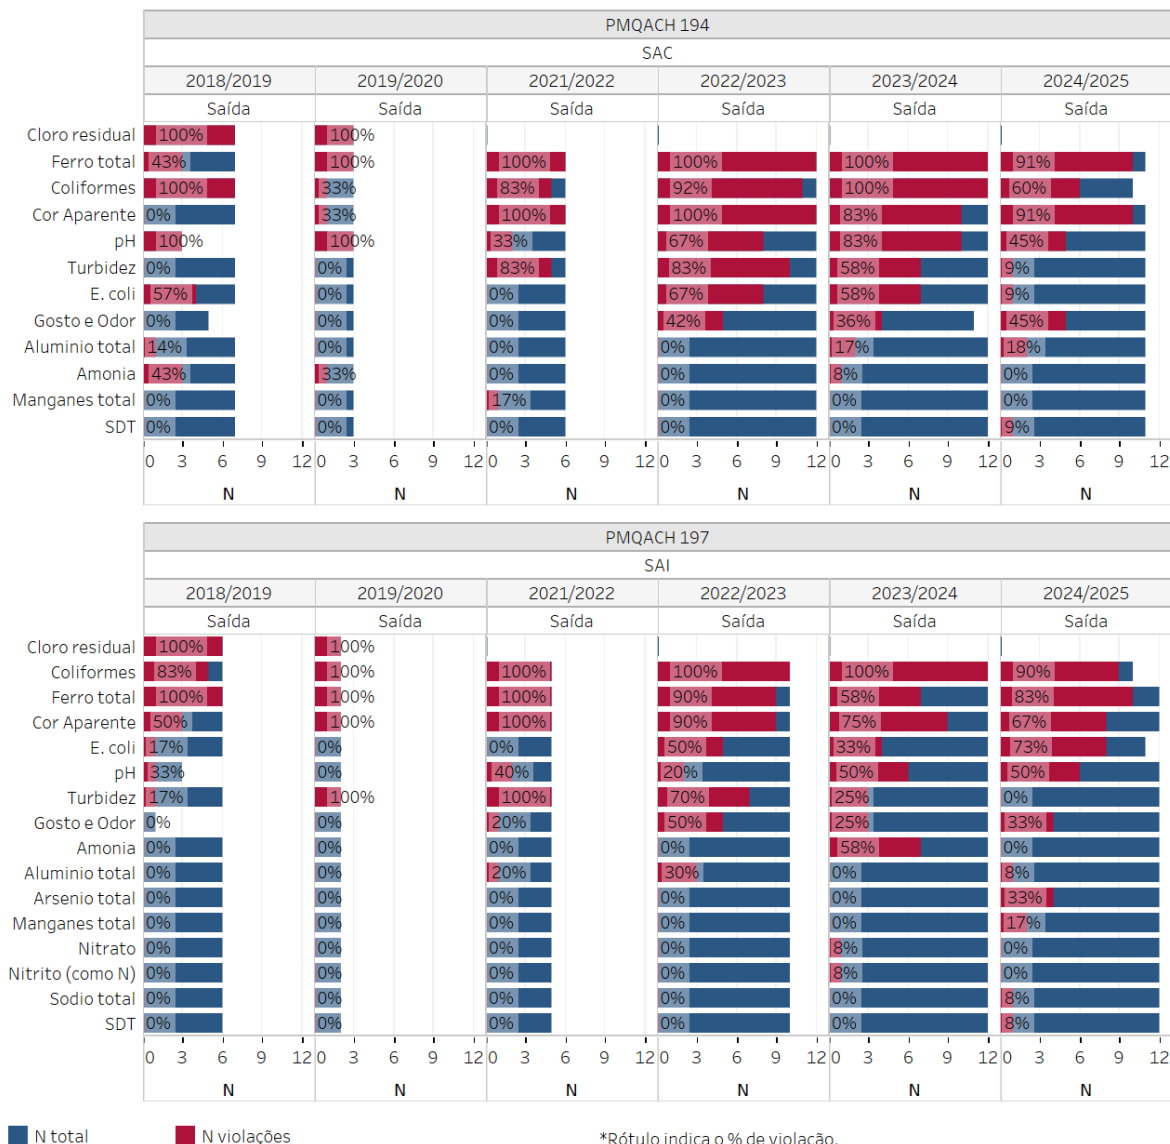 PMQACH 194
SAC
2018/2019 2019/2020 2021/2022 2022/2023 2023/2024 2024/2025
Saída Saída Saída Saída Saída Saída
Cloro residual 100% 100%
Ferro total 43% 100% 100% 100% 100% 91%
Coliformes 100% 33% 83% 92% 100% 60%
Cor Aparente 0% 33% 100% 100% 83% 91%
pH 100% 100% 33% 67% 83% 45%
Turbidez 0% 0% 83% 83% 58% 9%
E. coli 57% 0% 0% 67% 58% 9%
Gosto e Odor 0% 0% 0% 42% 36% 45%
Aluminio total 14% 0% 0% 0% 17% 18%
Amonia 43% 33% 0% 0% 8% 0%
Manganes total 0% 0% 17% 0% 0% 0%
SDT 0% 0% 0% 0% 0% 9%
0 3 6 9 12 0 3 6 9 12 0 3 6 9 12 0 3 6 9 12 0 3 6 9 12 0 3 6 9 12
N N N N N N
PMQACH 197
SAI
2018/2019 2019/2020 2021/2022 2022/2023 2023/2024 2024/2025
Saída Saída Saída Saída Saída Saída
Cloro residual 100% 100%
Coliformes 83% 100% 100% 100% 100% 90%
Ferro total 100% 100% 100% 90% 58% 83%
Cor Aparente 50% 100% 100% 90% 75% 67%
E. coli 17% 0% 0% 50% 33% 73%
pH 33% 0% 40% 20% 50% 50%
Turbidez 17% 100% 100% 70% 25% 0%
Gosto e Odor 0% 0% 20% 50% 25% 33%
Amonia 0% 0% 0% 0% 58% 0%
Aluminio total 0% 0% 20% 30% 0% 8%
Arsenio total 0% 0% 0% 0% 0% 33%
Manganes total 0% 0% 0% 0% 0% 17%
Nitrato 0% 0% 0% 0% 8% 0%
Nitrito (como N) 0% 0% 0% 0% 8% 0%
Sodio total 0% 0% 0% 0% 0% 8%
SDT 0% 0% 0% 0% 0% 8%
0 3 6 9 12 0 3 6 9 12 0 3 6 9 12 0 3 6 9 12 0 3 6 9 12 0 3 6 9 12
N N N N N N
N total N violações *Rótulo indica o % de violação.